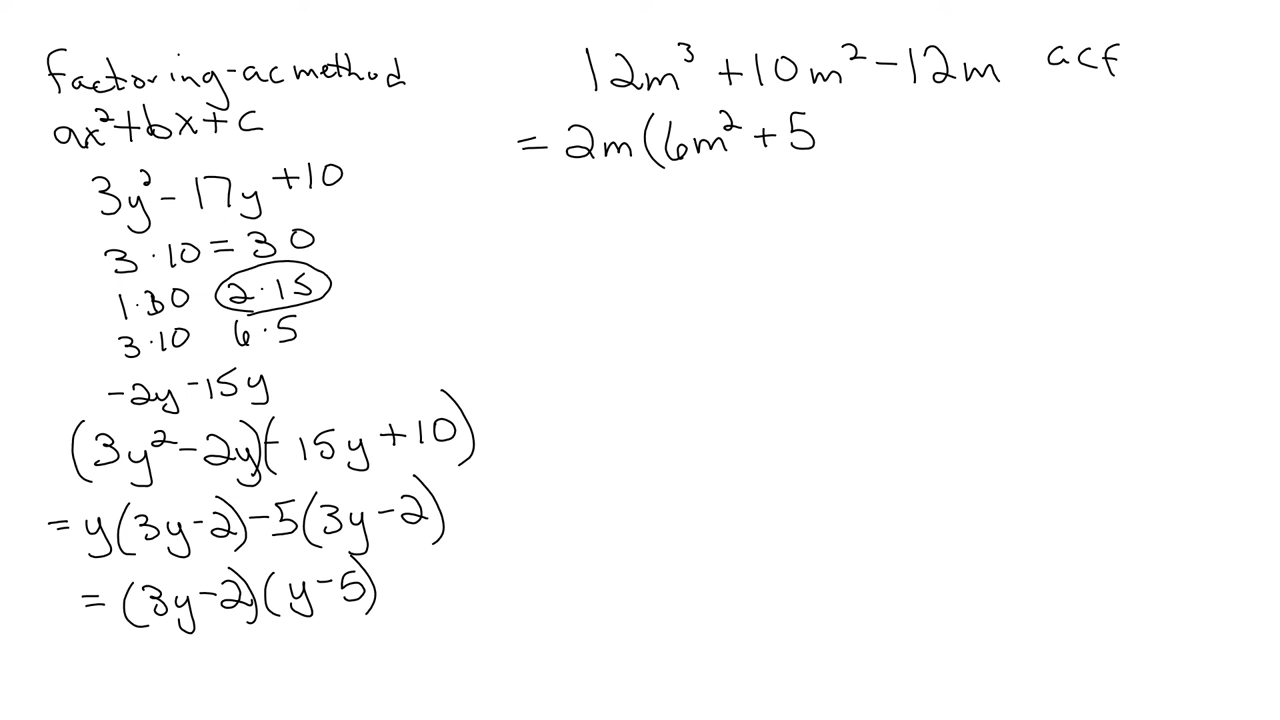 factoring-ac method
ax²+bx+c
3y²-17y+10
3·10=30
1·30 2·15
3·10 6·5
-2y-15y
(3y²-2y)(-15y+10)
=y(3y-2)-5(3y-2)
=(3y-2)(y-5)
12m³+10m²-12m acf
=2m(6m²+5